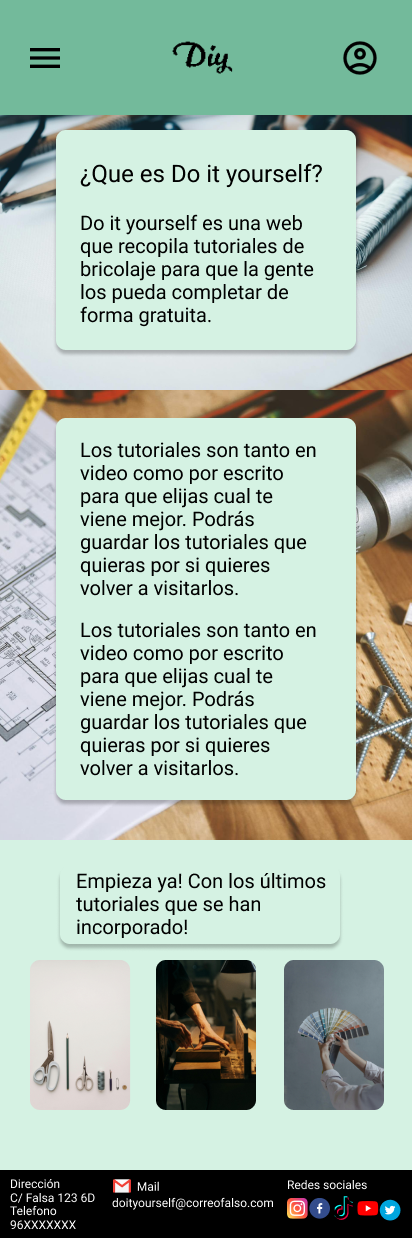 Diy
¿Que es Do it yourself?
Do it yourself es una web
que recopila tutoriales de
bricolaje para que la gente
los pueda completar de
forma gratuita.
Los tutoriales son tanto en
video como por escrito
para que elijas cual te
viene mejor. Podrás
guardar los tutoriales que
quieras por si quieres
volver a visitarlos.
Los tutoriales son tanto en
video como por escrito
para que elijas cual te
viene mejor. Podrás
guardar los tutoriales que
quieras por si quieres
volver a visitarlos.
Empieza ya! Con los últimos
tutoriales que se han
incorporado!
Dirección
C/ Falsa 123 6D
Telefono
96XXXXXXX
Mail
doityourself@correofalso.com
Redes sociales